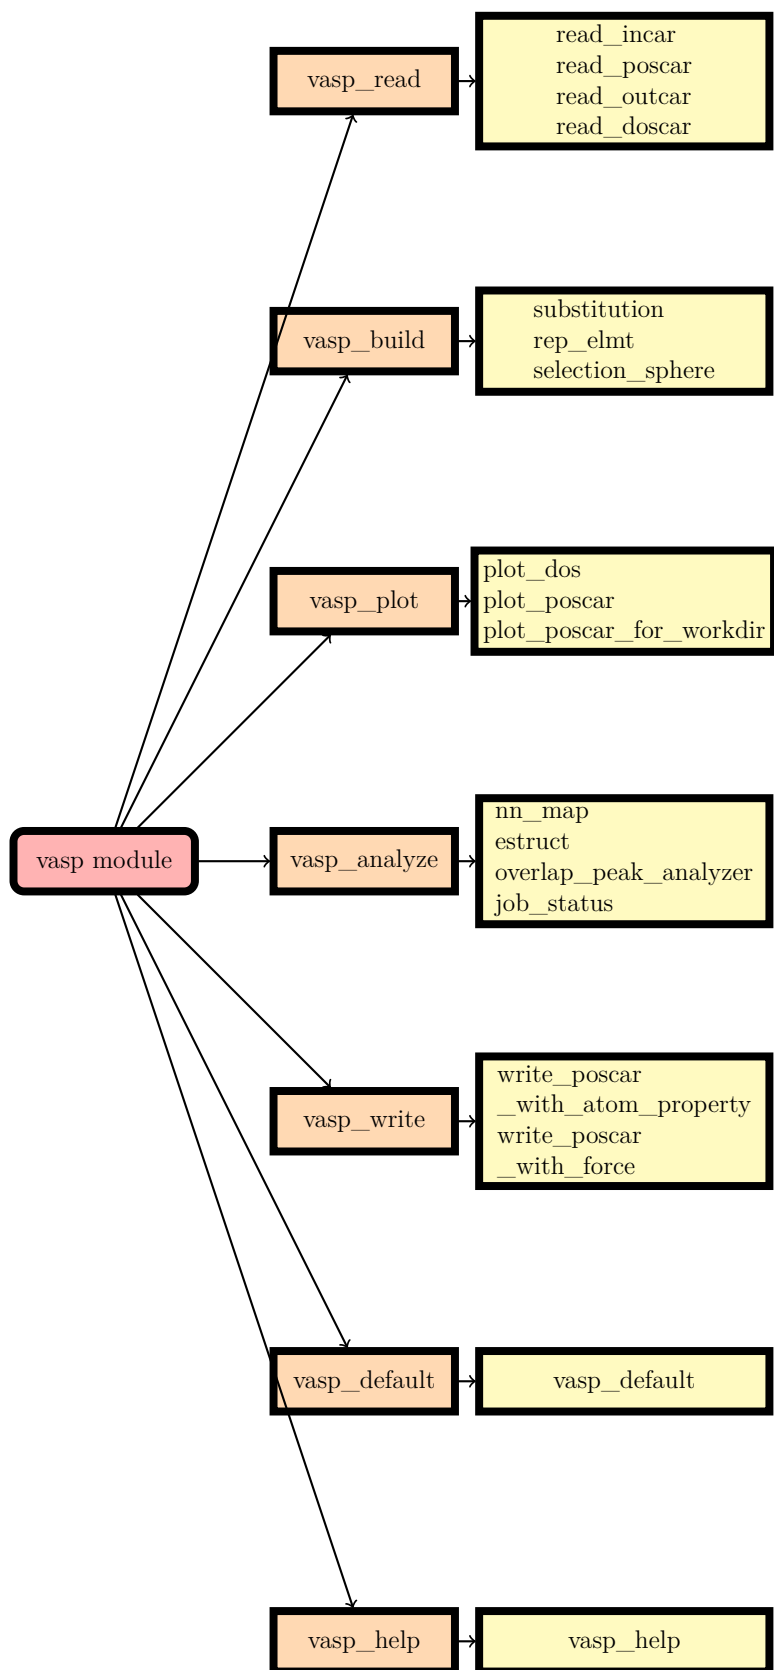 vasp_read
read_incar
read_poscar
read_outcar
read_doscar
vasp_build
substitution
rep_elmt
selection_sphere
vasp_plot
plot_dos
plot_poscar
plot_poscar_for_workdir
vasp module
vasp_analyze
nn_map
estruct
overlap_peak_analyzer
job_status
vasp_write
write_poscar
_with_atom_property
write_poscar
_with_force
vasp_default
vasp_default
vasp_help
vasp_help